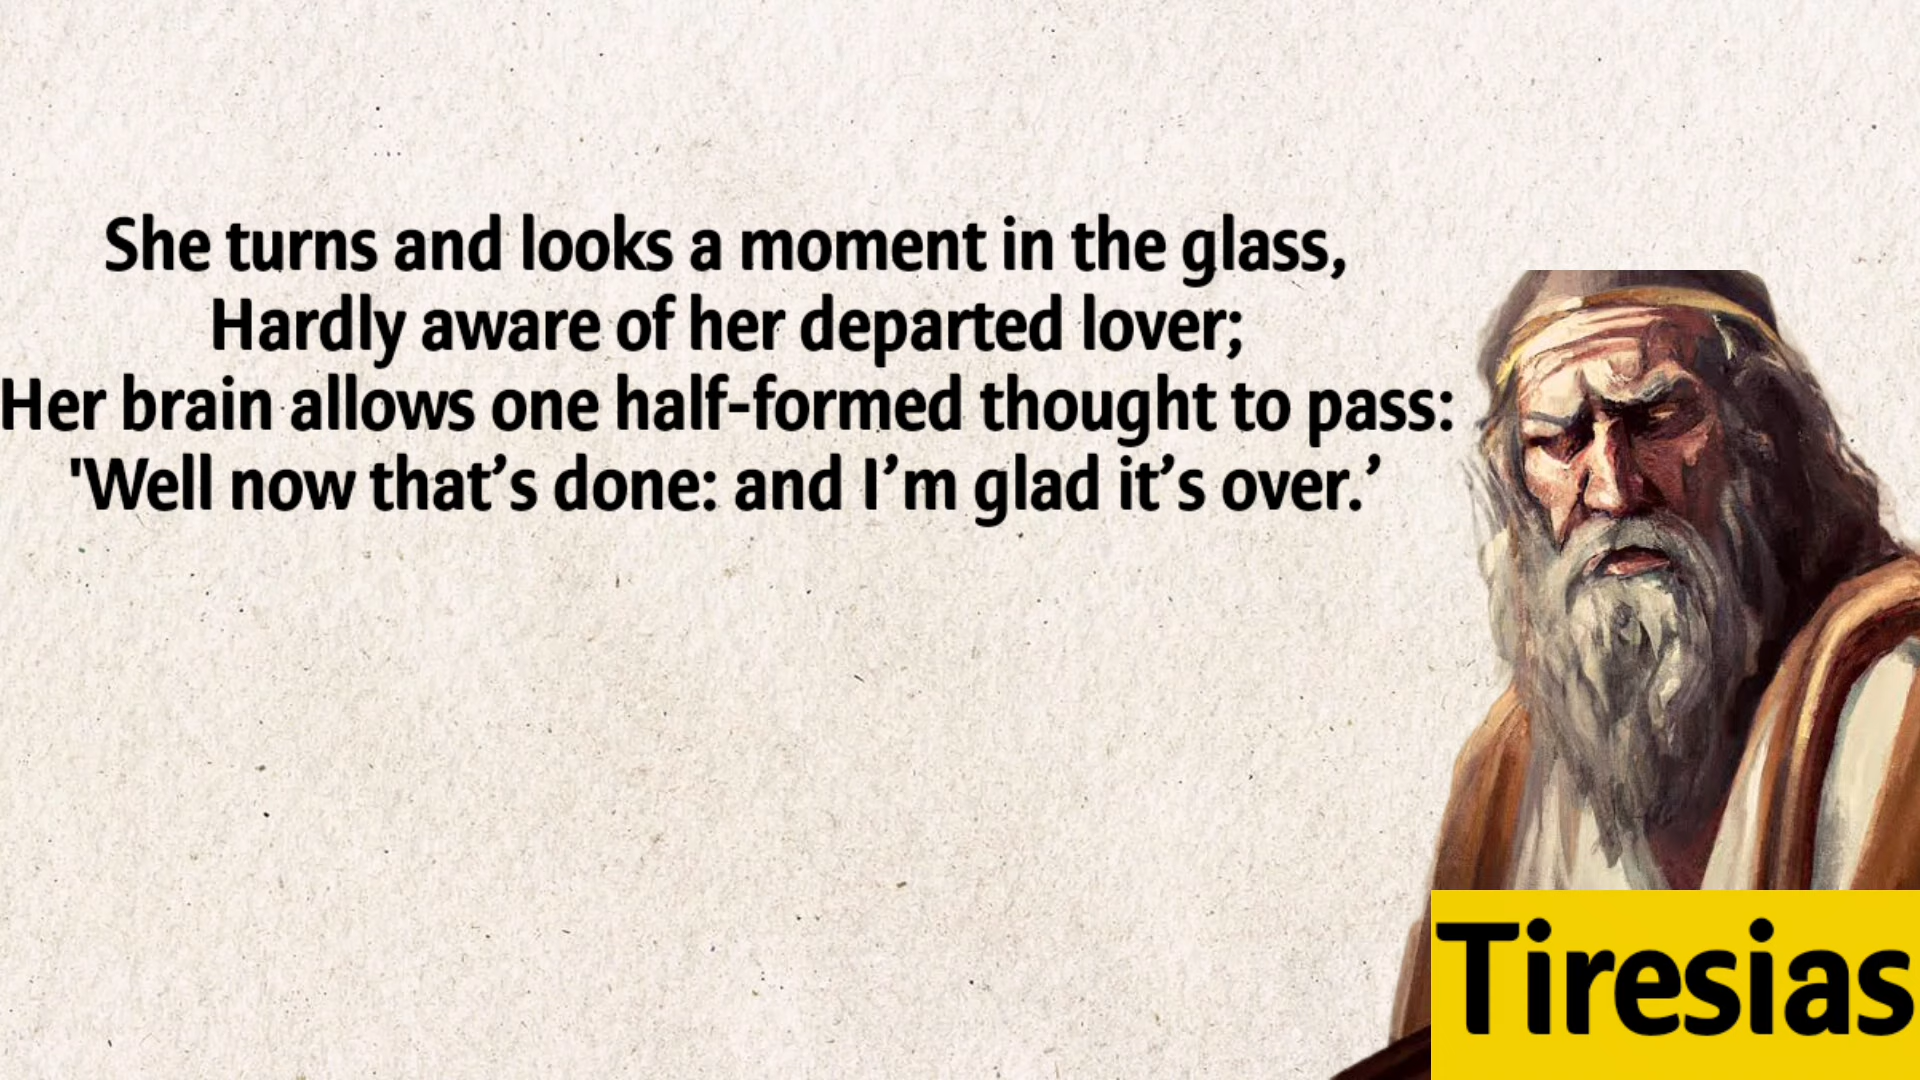 She turns and looks a moment in the glass,
Hardly aware of her departed lover;
Her brain allows one half-formed thought to pass:
'Well now that’s done: and I’m glad it’s over.’
Tiresias